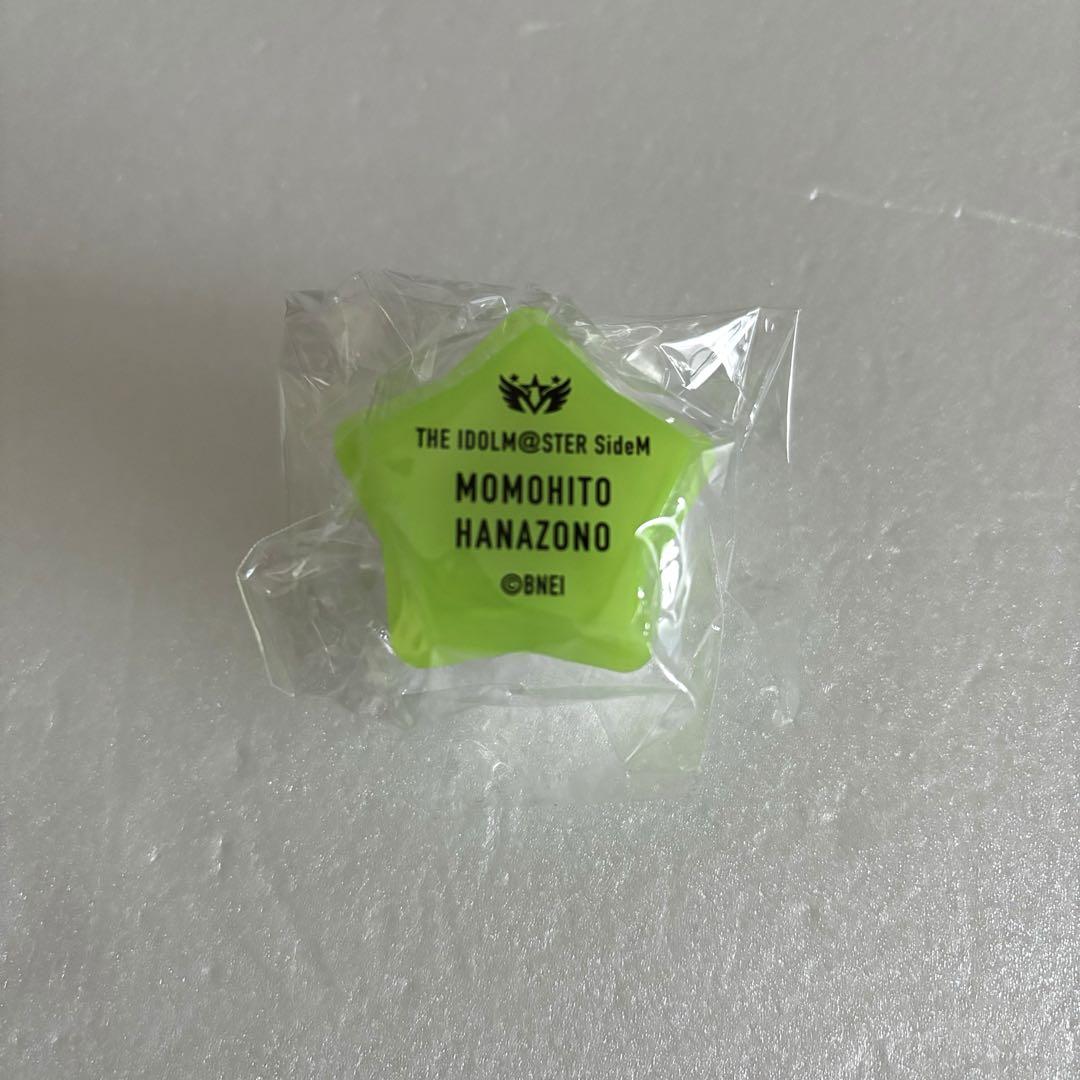 THE IDOLM@STER SideM
MOMOHITO
HANAZONO
©BNEI